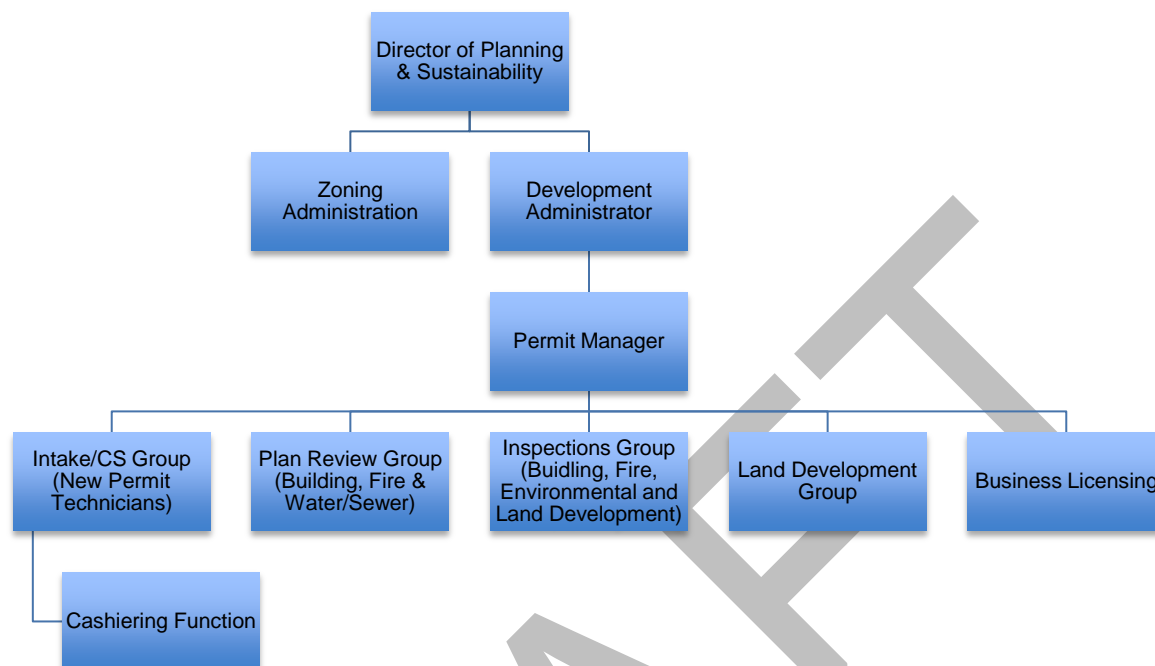 Director of Planning
& Sustainability
Zoning
Administration
Development
Administrator
Permit Manager
Intake/CS Group
(New Permit
Technicians)
Plan Review Group
(Building, Fire &
Water/Sewer)
Inspections Group
(Buidling, Fire,
Environmental and
Land Development)
Land Development
Group
Business Licensing
Cashiering Function
AFT